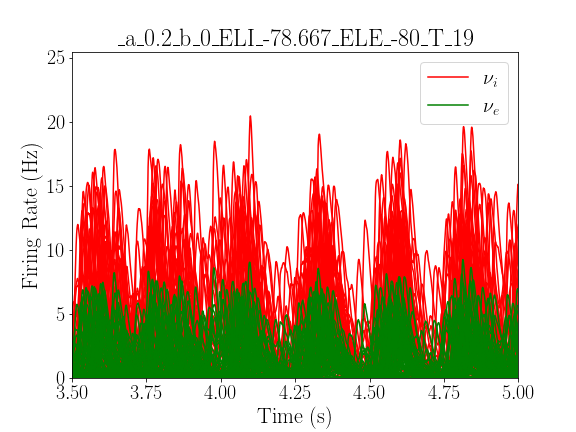 _a_0.2_b_0_ELI_-78.667_ELE_-80_T_19
25
20
15
10
5
0
Firing Rate (Hz)
ν_i
ν_e
3.50 3.75 4.00 4.25 4.50 4.75 5.00
Time (s)